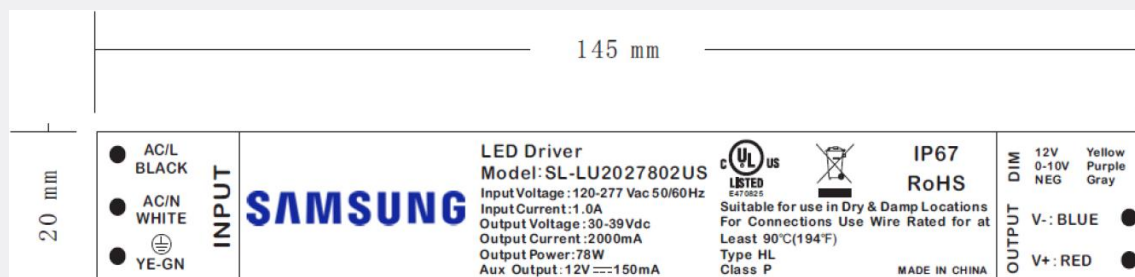 145 mm
20 mm
AC/L
BLACK
AC/N
WHITE
YE-GN
INPUT
SAMSUNG
LED Driver
Model:SL-LU2027802US
Input Voltage:120-277 Vac 50/60Hz
Input Current:1.0A
Output Voltage:30-39Vdc
Output Current:2000mA
Output Power:78W
Aux Output:12V 150mA
C UL US
LISTED
E470825
IP67
RoHS
Suitable for use in Dry & Damp Locations
For Connections Use Wire Rated for at
Least 90℃(194℉)
Type HL
Class P
MADE IN CHINA
DIM
12V Yellow
0-10V Purple
NEG Gray
OUTPUT
V-: BLUE
V+: RED